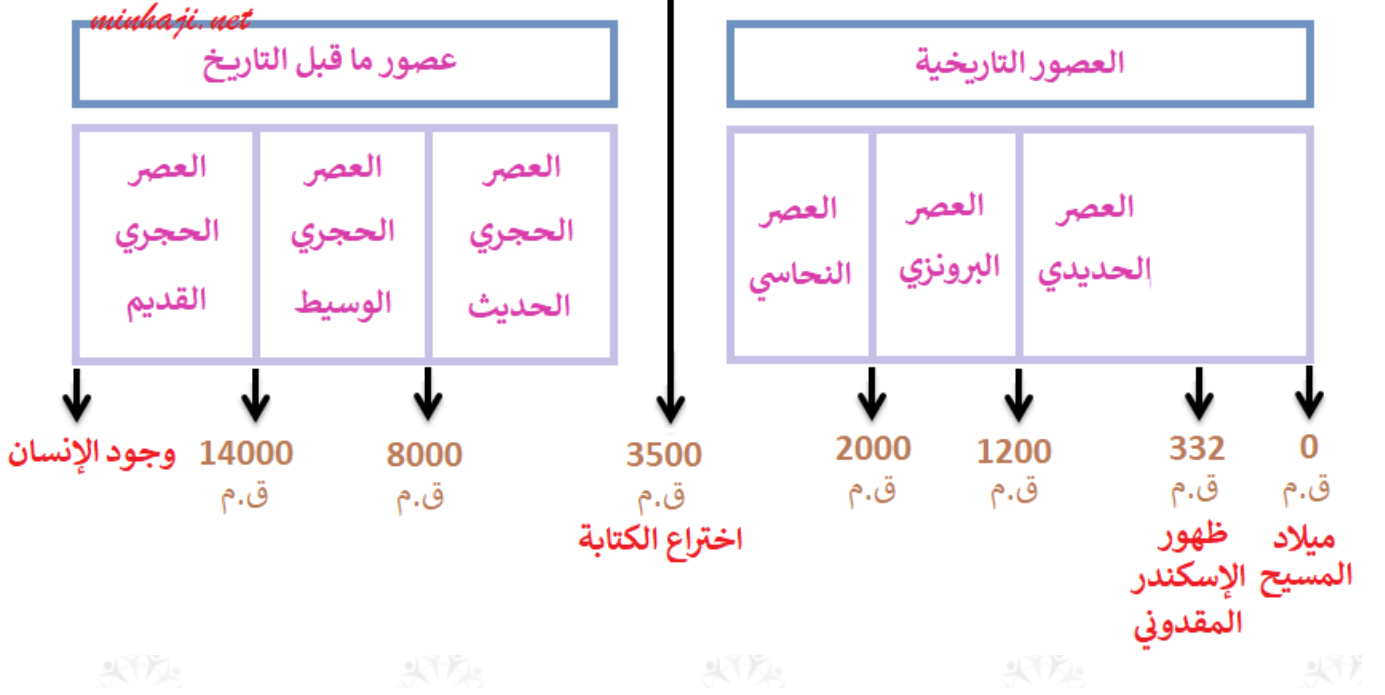 minhaji.net
عصور ما قبل التاريخ
العصور التاريخية
العصر
الحجري
القديم
العصر
الحجري
الوسيط
العصر
الحجري
الحديث
العصر
النحاسي
العصر
البرونزي
العصر
الحديدي
وجود الإنسان
14000
ق.م
8000
ق.م
3500
ق.م
اختراع الكتابة
2000
ق.م
1200
ق.م
332
ق.م
ظهور
الإسكندر
المقدوني
0
ق.م
ميلاد
المسيح